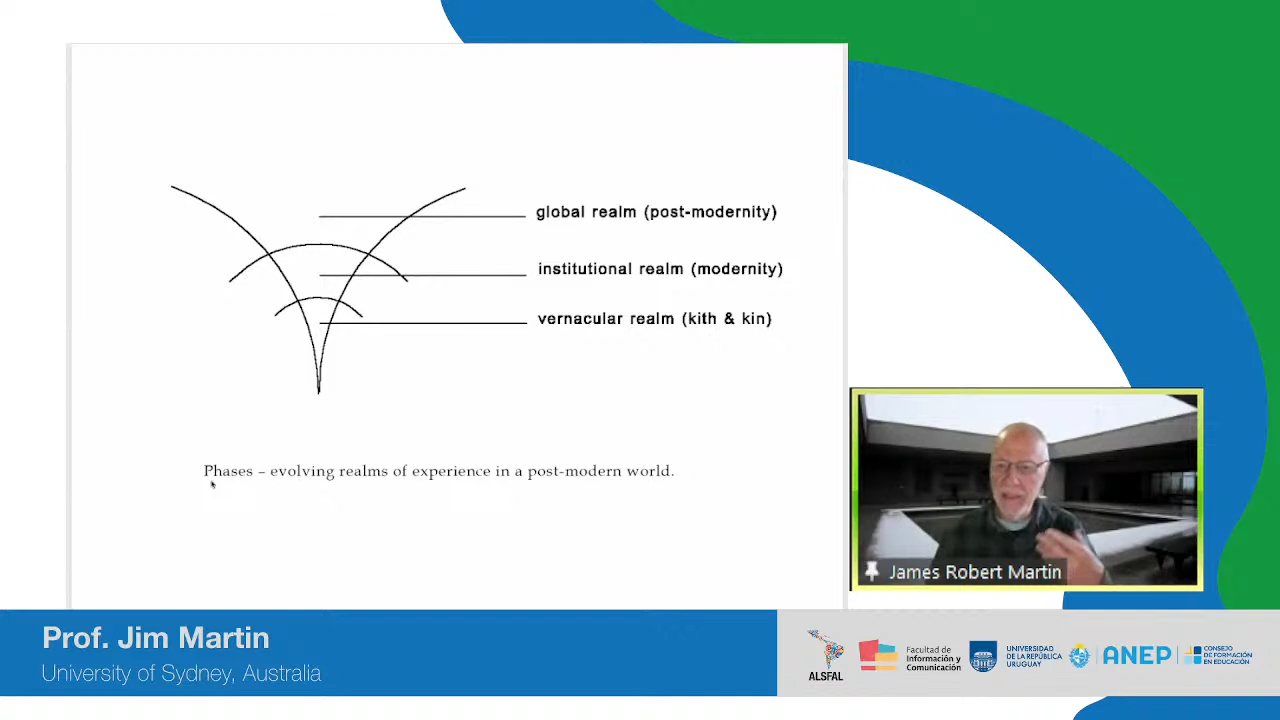 global realm (post-modernity)
institutional realm (modernity)
vernacular realm (kith & kin)
Phases – evolving realms of experience in a post-modern world.
James Robert Martin
Prof. Jim Martin
University of Sydney, Australia
ALSFAL
Facultad de
Información y
Comunicación
UNIVERSIDAD
DE LA REPÚBLICA
URUGUAY
ANEP
CONSEJO
DE FORMACIÓN
EN EDUCACIÓN